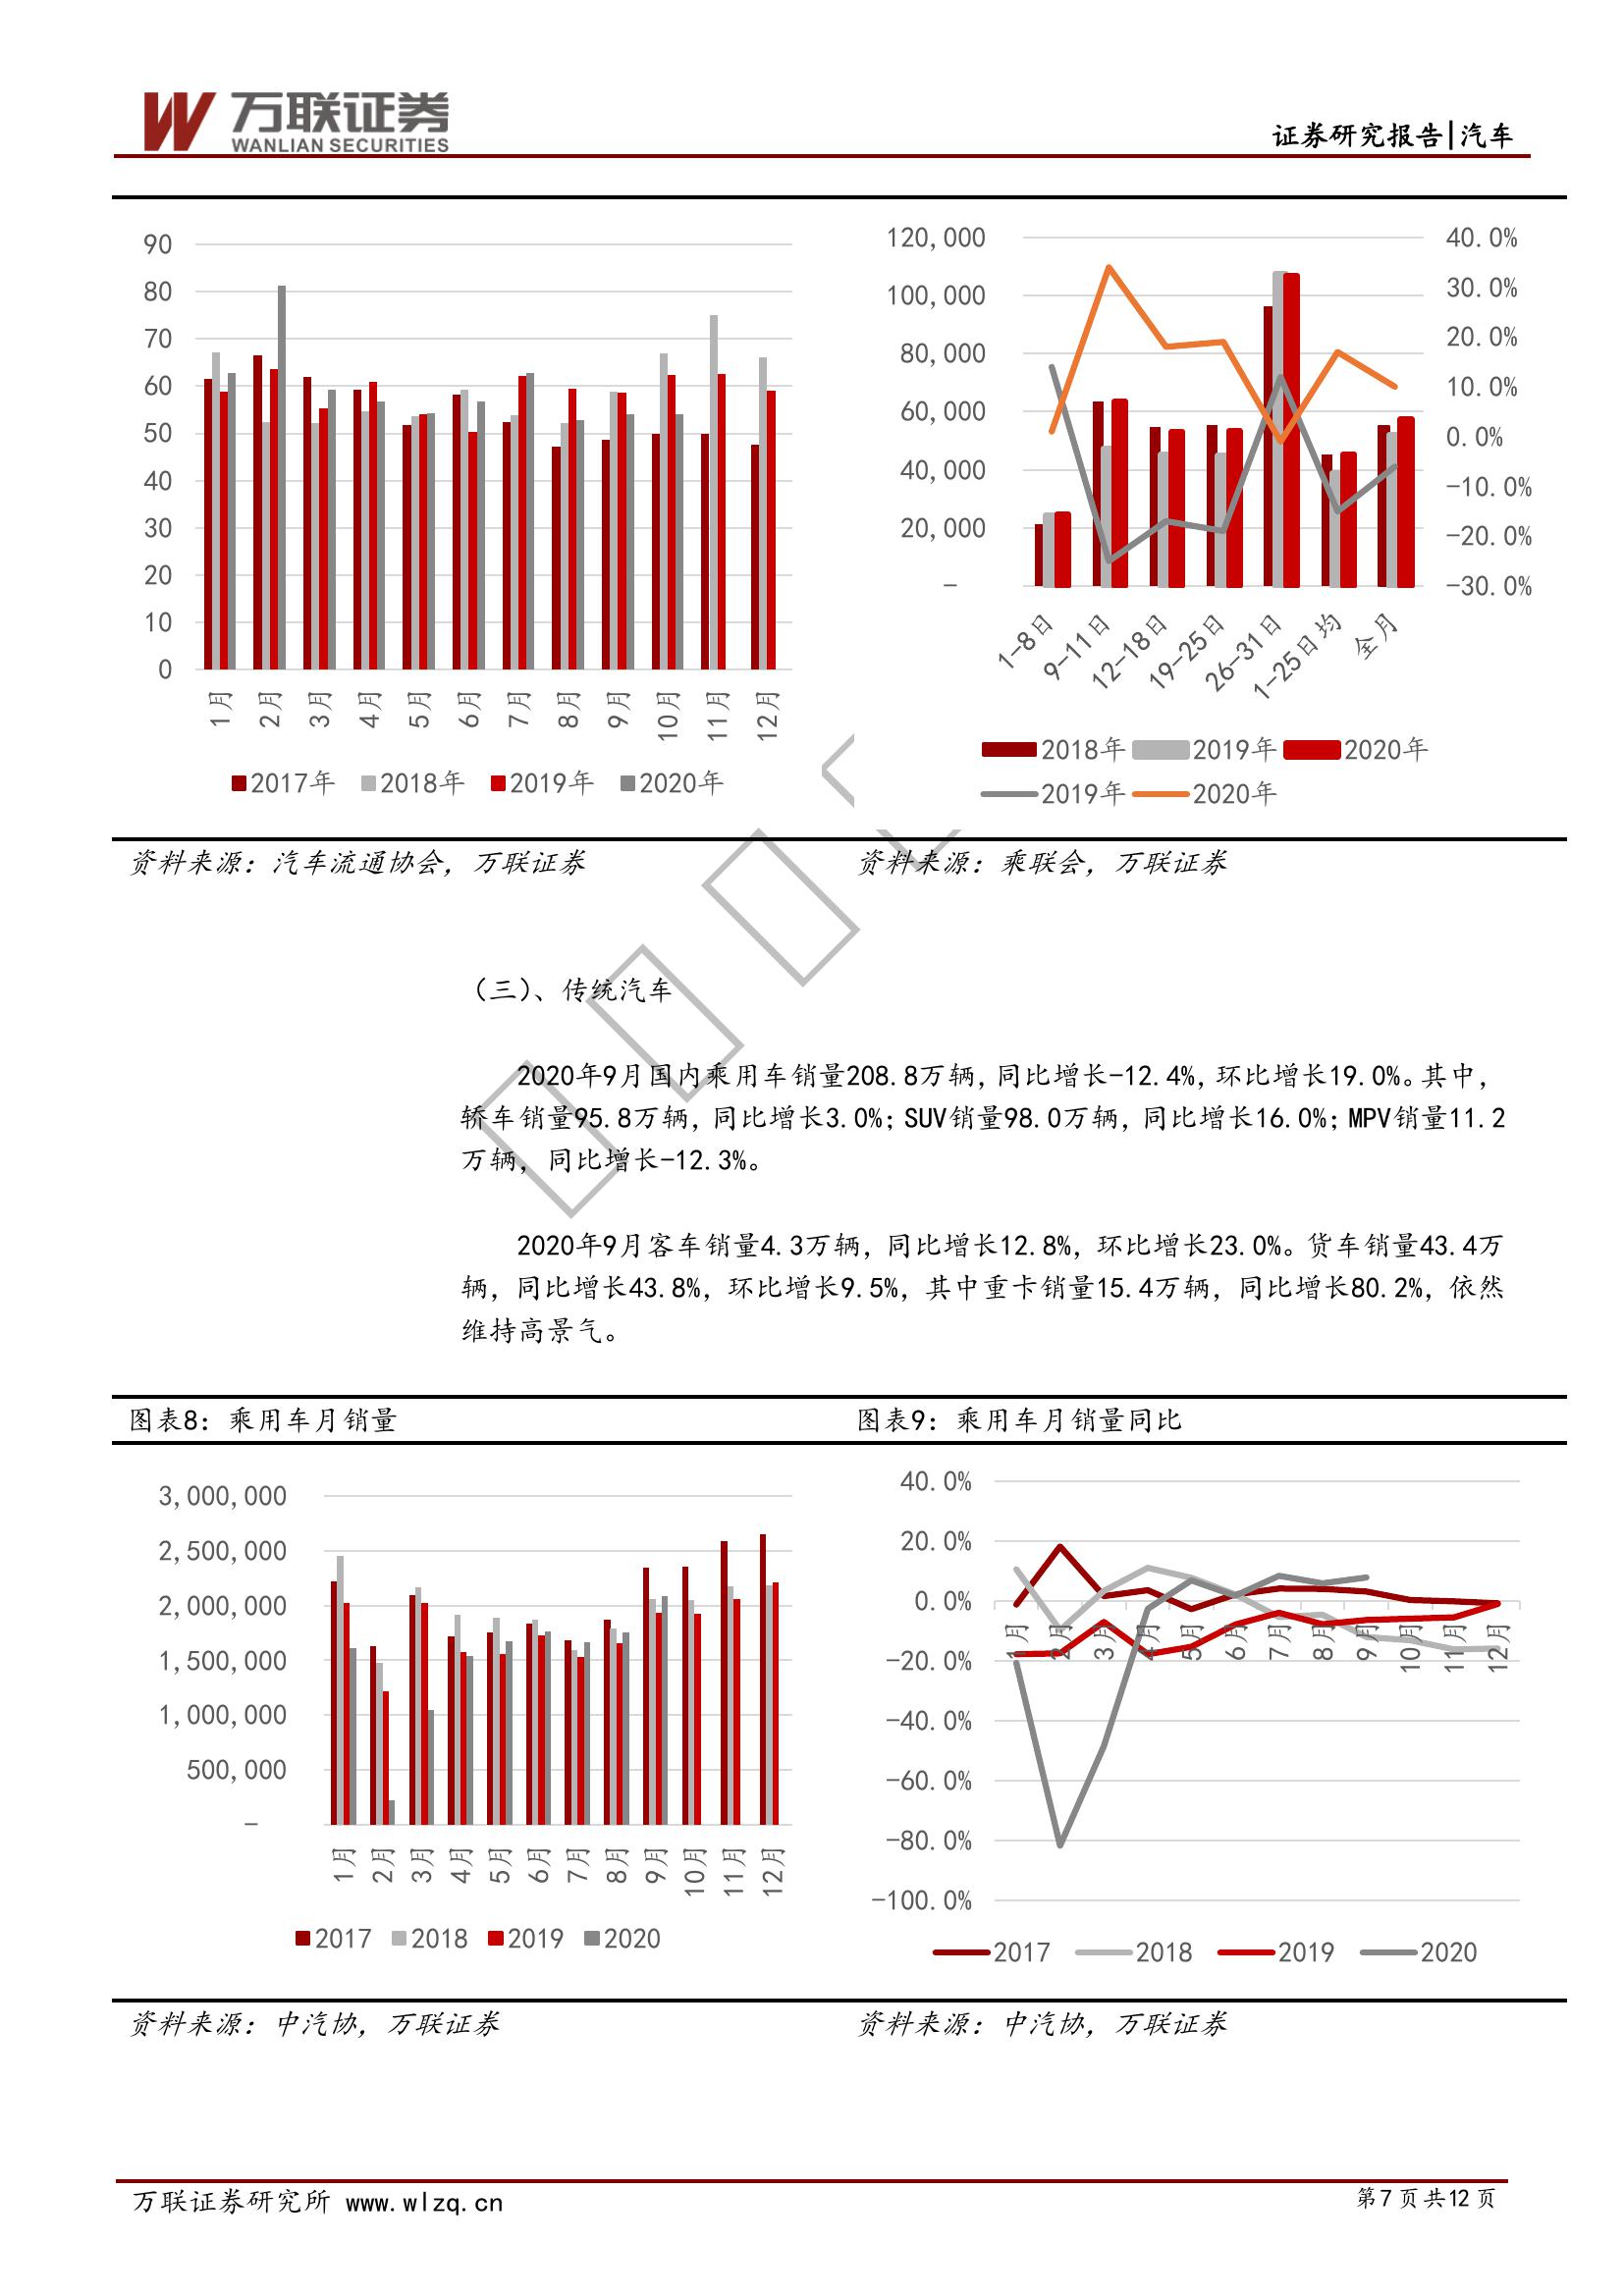 万联证券
WANLIAN SECURITIES
证券研究报告|汽车
90
80
70
60
50
40
30
20
10
0
1月 2月 3月 4月 5月 6月 7月 8月 9月 10月 11月 12月
2017年 2018年 2019年 2020年
120,000
100,000
80,000
60,000
40,000
20,000
-
40.0%
30.0%
20.0%
10.0%
0.0%
-10.0%
-20.0%
-30.0%
1-8日 9-11日 12-18日 19-25日 26-31日 1-25日均 全月
2018年 2019年 2020年
2019年 2020年
资料来源：汽车流通协会，万联证券
资料来源：乘联会，万联证券
（三）、传统汽车
2020年9月国内乘用车销量208.8万辆，同比增长-12.4%，环比增长19.0%。其中，
轿车销量95.8万辆，同比增长3.0%；SUV销量98.0万辆，同比增长16.0%；MPV销量11.2
万辆，同比增长-12.3%。
2020年9月客车销量4.3万辆，同比增长12.8%，环比增长23.0%。货车销量43.4万
辆，同比增长43.8%，环比增长9.5%，其中重卡销量15.4万辆，同比增长80.2%，依然
维持高景气。
图表8：乘用车月销量
图表9：乘用车月销量同比
3,000,000
2,500,000
2,000,000
1,500,000
1,000,000
500,000
-
1月 2月 3月 4月 5月 6月 7月 8月 9月 10月 11月 12月
2017 2018 2019 2020
40.0%
20.0%
0.0%
-20.0%
-40.0%
-60.0%
-80.0%
-100.0%
1月 2月 3月 4月 5月 6月 7月 8月 9月 10月 11月 12月
2017 2018 2019 2020
资料来源：中汽协，万联证券
资料来源：中汽协，万联证券
万联证券研究所 www.wlzq.cn
第7页共12页